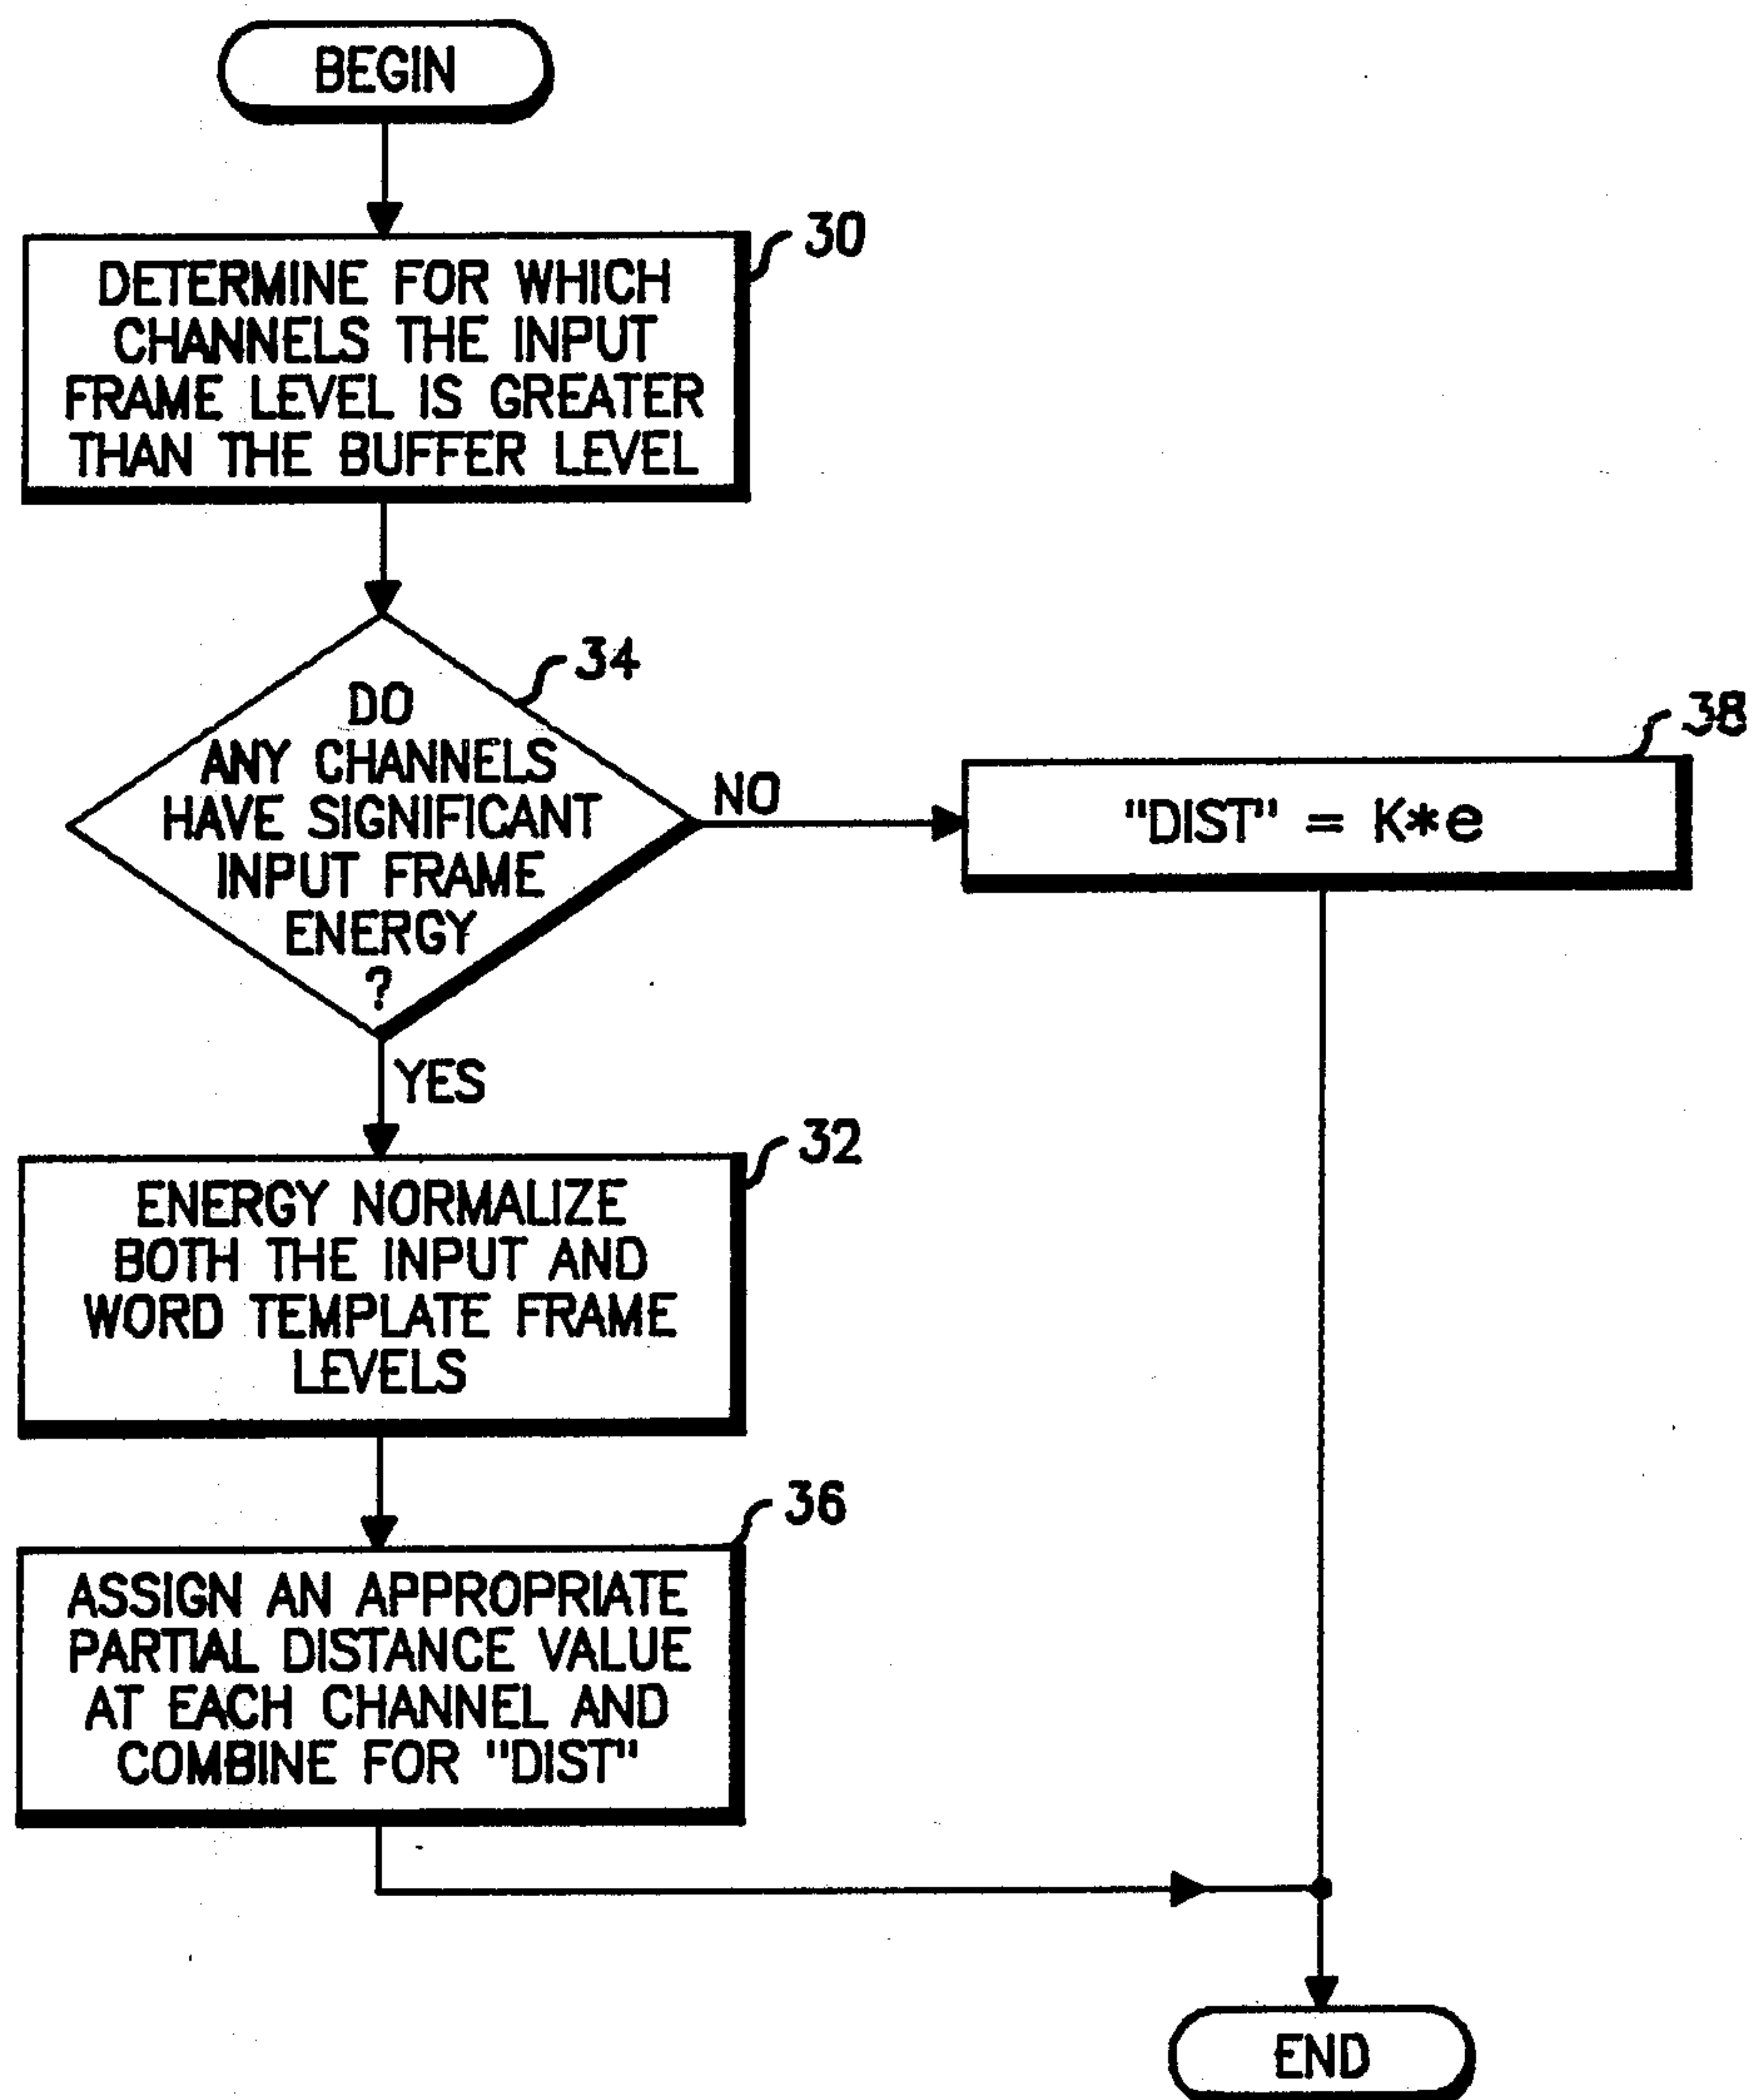 BEGIN
30
DETERMINE FOR WHICH
CHANNELS THE INPUT
FRAME LEVEL IS GREATER
THAN THE BUFFER LEVEL
34
DO
ANY CHANNELS
HAVE SIGNIFICANT
INPUT FRAME
ENERGY
?
NO
38
"DIST" = K*e
YES
32
ENERGY NORMALIZE
BOTH THE INPUT AND
WORD TEMPLATE FRAME
LEVELS
36
ASSIGN AN APPROPRIATE
PARTIAL DISTANCE VALUE
AT EACH CHANNEL AND
COMBINE FOR "DIST"
END